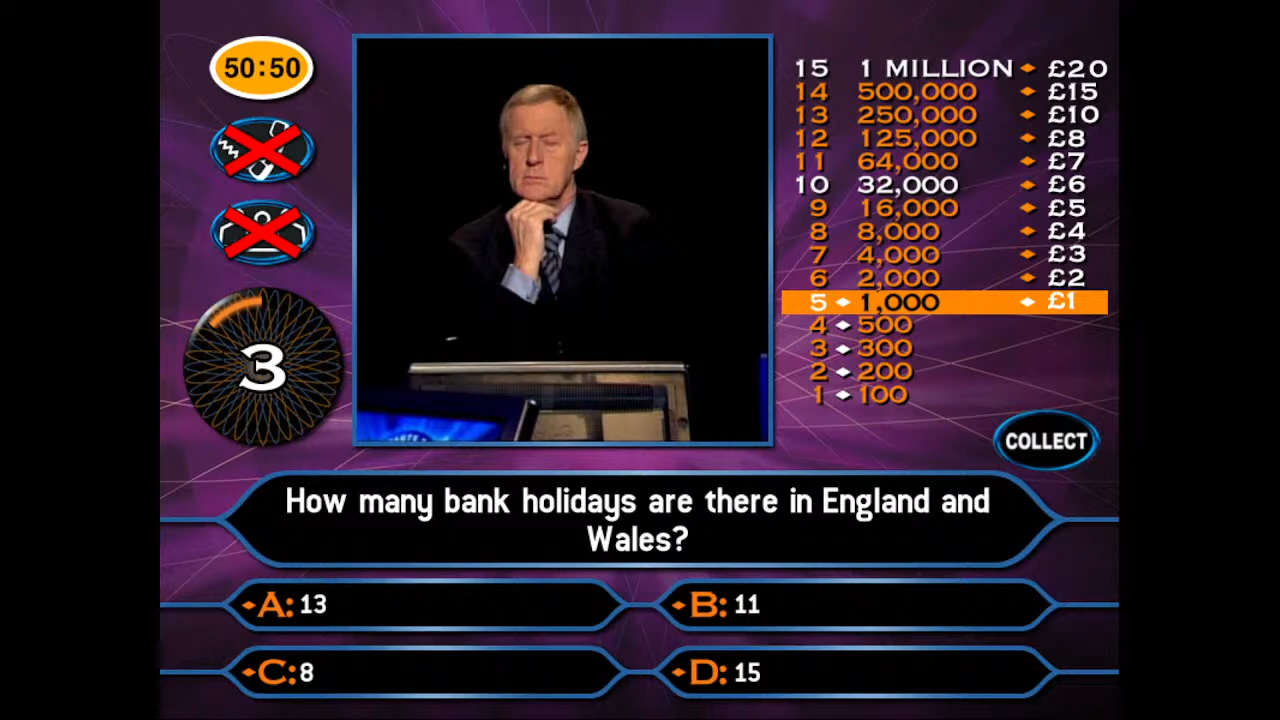 50:50
3
15 1 MILLION £20
14 500,000 £15
13 250,000 £10
12 125,000 £8
11 64,000 £7
10 32,000 £6
9 16,000 £5
8 8,000 £4
7 4,000 £3
6 2,000 £2
5 1,000 £1
4 500
3 300
2 200
1 100
COLLECT
How many bank holidays are there in England and
Wales?
A: 13
B: 11
C: 8
D: 15